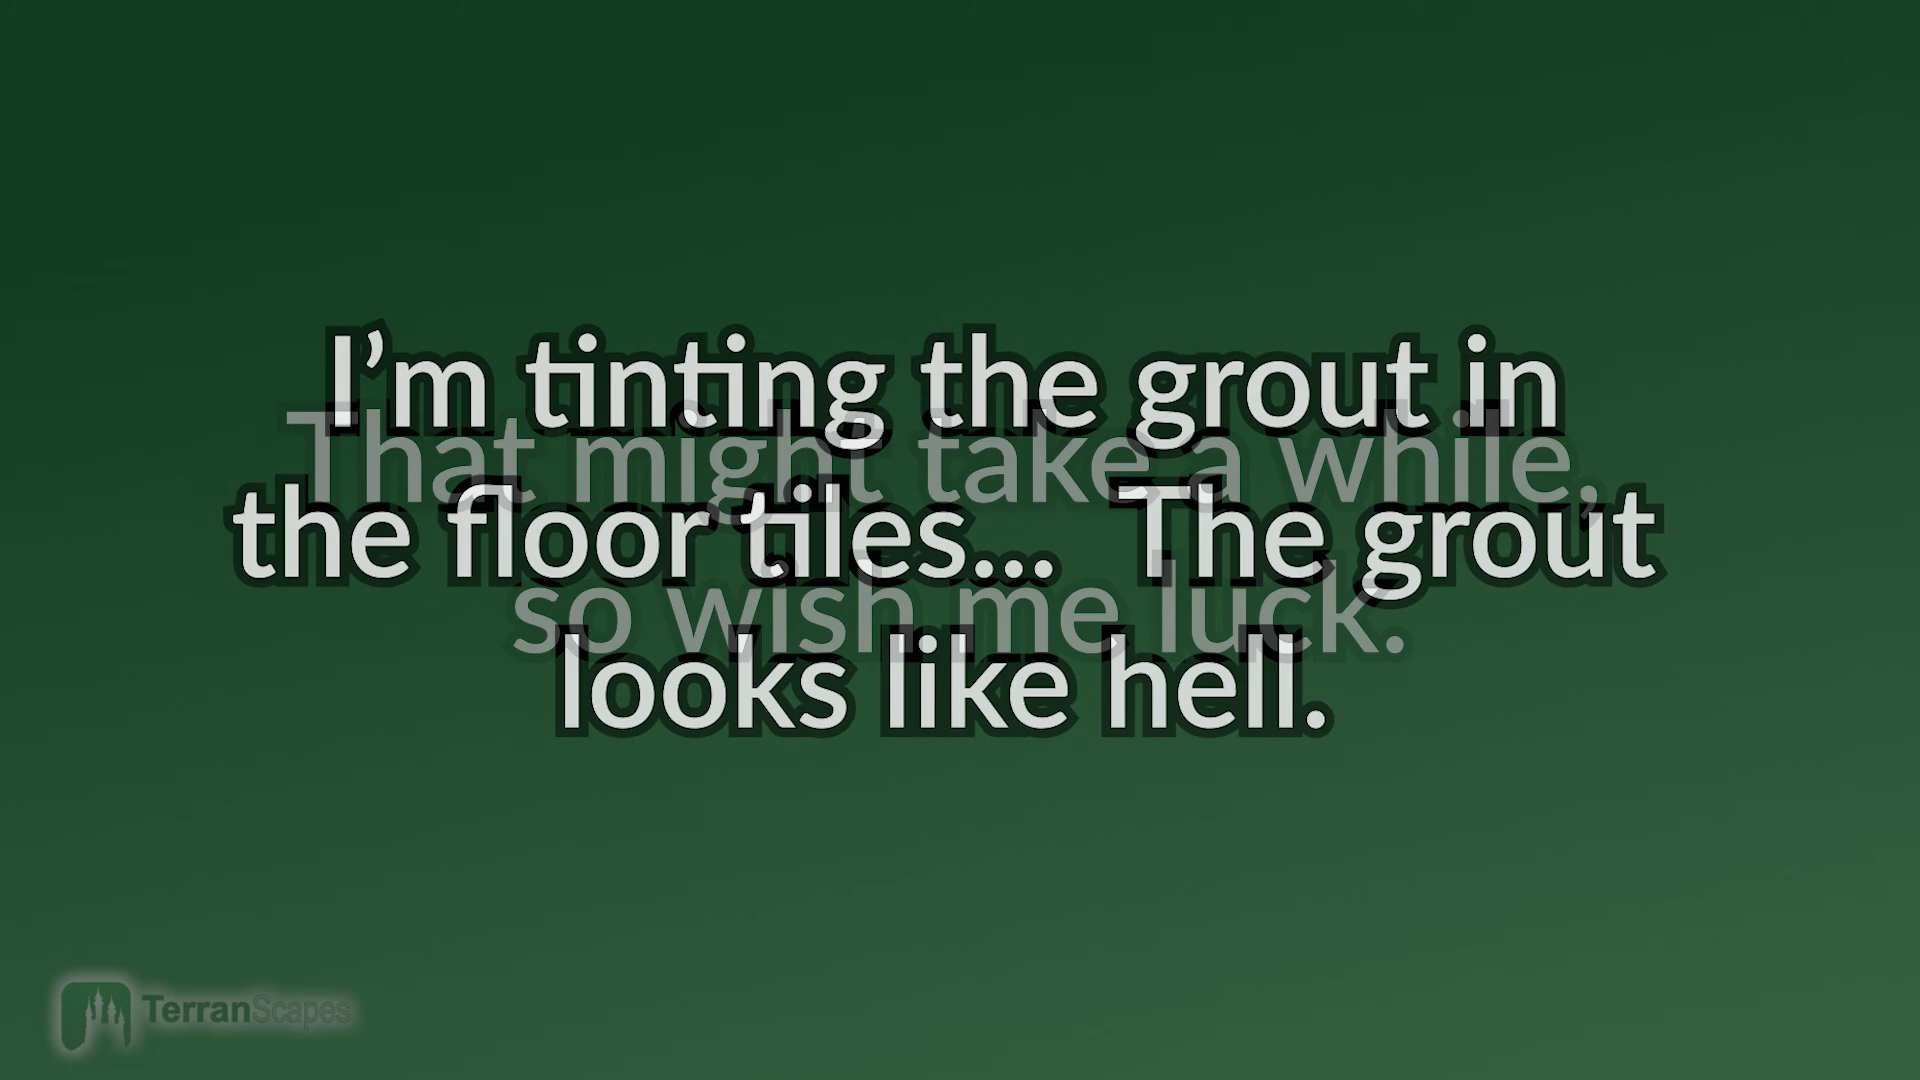 I’m tinting the grout in
the floor tiles...  The grout
looks like hell.
That might take a while,
so wish me luck.
TerranScapes